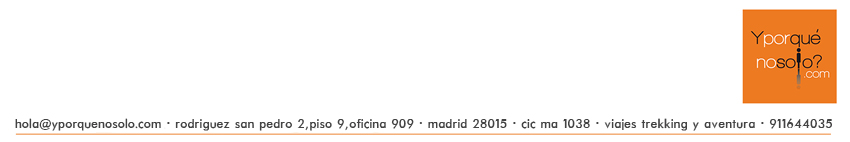 Yporqué
nosolo?
.com
hola@yporquenosolo.com · rodriguez san pedro 2,piso 9,oficina 909 · madrid 28015 · cic ma 1038 · viajes trekking y aventura · 911644035